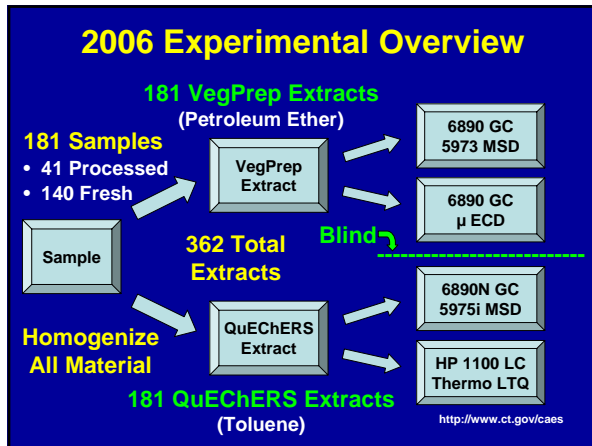 2006 Experimental Overview
181 VegPrep Extracts
(Petroleum Ether)
181 Samples
• 41 Processed
• 140 Fresh
VegPrep
Extract
6890 GC
5973 MSD
6890 GC
µ ECD
Sample
362 Total
Extracts
Blind
Homogenize
All Material
QuEChERS
Extract
6890N GC
5975i MSD
HP 1100 LC
Thermo LTQ
181 QuEChERS Extracts
(Toluene)
http://www.ct.gov/caes